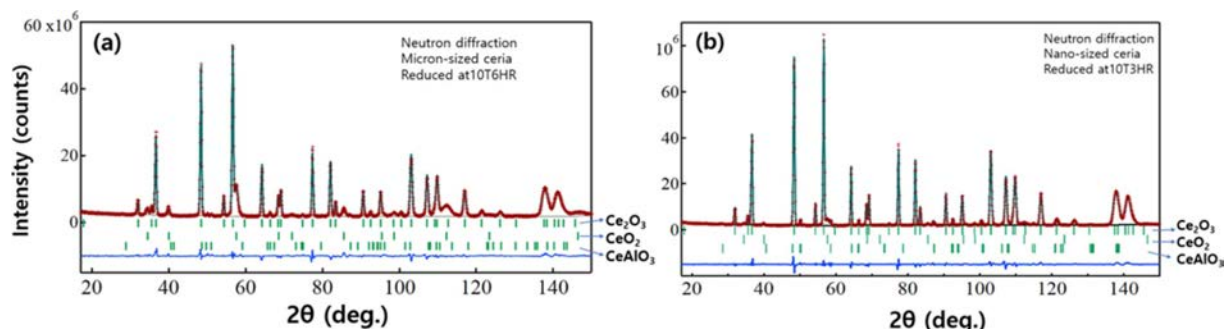 60 x10⁶
(a)
Neutron diffraction
Micron-sized ceria
Reduced at10T6HR
40
20
0
Intensity (counts)
Ce₂O₃
CeO₂
CeAlO₃
20 40 60 80 100 120 140
2θ (deg.)
10⁶
(b)
Neutron diffraction
Nano-sized ceria
Reduced at10T3HR
80
60
40
20
0
Ce₂O₃
CeO₂
CeAlO₃
20 40 60 80 100 120 140
2θ (deg.)